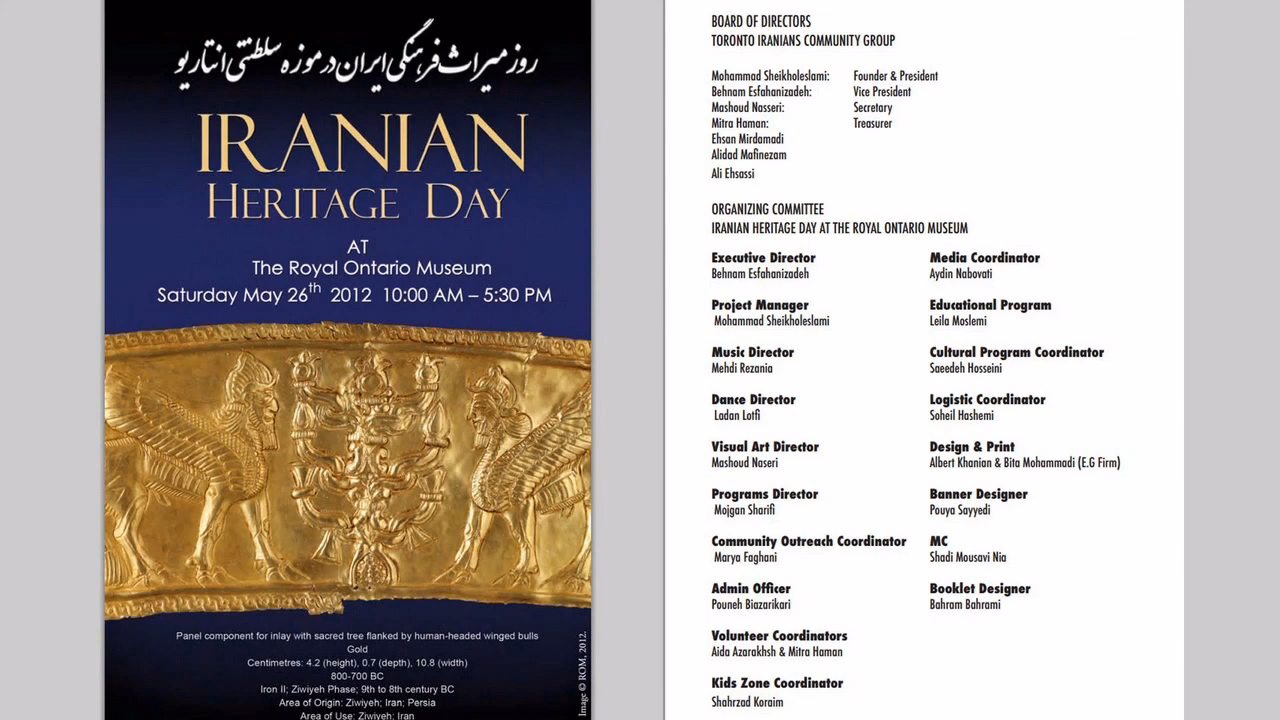 روز میراث فرهنگی ایران در موزه سلطنتی انتاریو
IRANIAN
HERITAGE DAY
AT
The Royal Ontario Museum
Saturday May 26th 2012 10:00 AM – 5:30 PM
Panel component for inlay with sacred tree flanked by human-headed winged bulls
Gold
Centimetres: 4.2 (height), 0.7 (depth), 10.8 (width)
800-700 BC
Iron II; Ziwiyeh Phase; 9th to 8th century BC
Area of Origin: Ziwiyeh; Iran; Persia
Area of Use: Ziwiyeh; Iran
Image © ROM, 2012.
BOARD OF DIRECTORS
TORONTO IRANIANS COMMUNITY GROUP
Mohammad Sheikholeslami: Founder & President
Behnam Esfahanizadeh: Vice President
Mashoud Nasseri: Secretary
Mitra Haman: Treasurer
Ehsan Mirdamadi
Alidad Mafinezam
Ali Ehsassi
ORGANIZING COMMITTEE
IRANIAN HERITAGE DAY AT THE ROYAL ONTARIO MUSEUM
Executive Director
Behnam Esfahanizadeh
Project Manager
Mohammad Sheikholeslami
Music Director
Mehdi Rezania
Dance Director
Ladan Lotfi
Visual Art Director
Mashoud Naseri
Programs Director
Mojgan Sharifi
Community Outreach Coordinator
Marya Faghani
Admin Officer
Pouneh Biazarikari
Volunteer Coordinators
Aida Azarakhsh & Mitra Haman
Kids Zone Coordinator
Shahrzad Koraim
Media Coordinator
Aydin Nabovati
Educational Program
Leila Moslemi
Cultural Program Coordinator
Saeedeh Hosseini
Logistic Coordinator
Soheil Hashemi
Design & Print
Albert Khanian & Bita Mohammadi (E.G Firm)
Banner Designer
Pouya Sayyedi
MC
Shadi Mousavi Nia
Booklet Designer
Bahram Bahrami